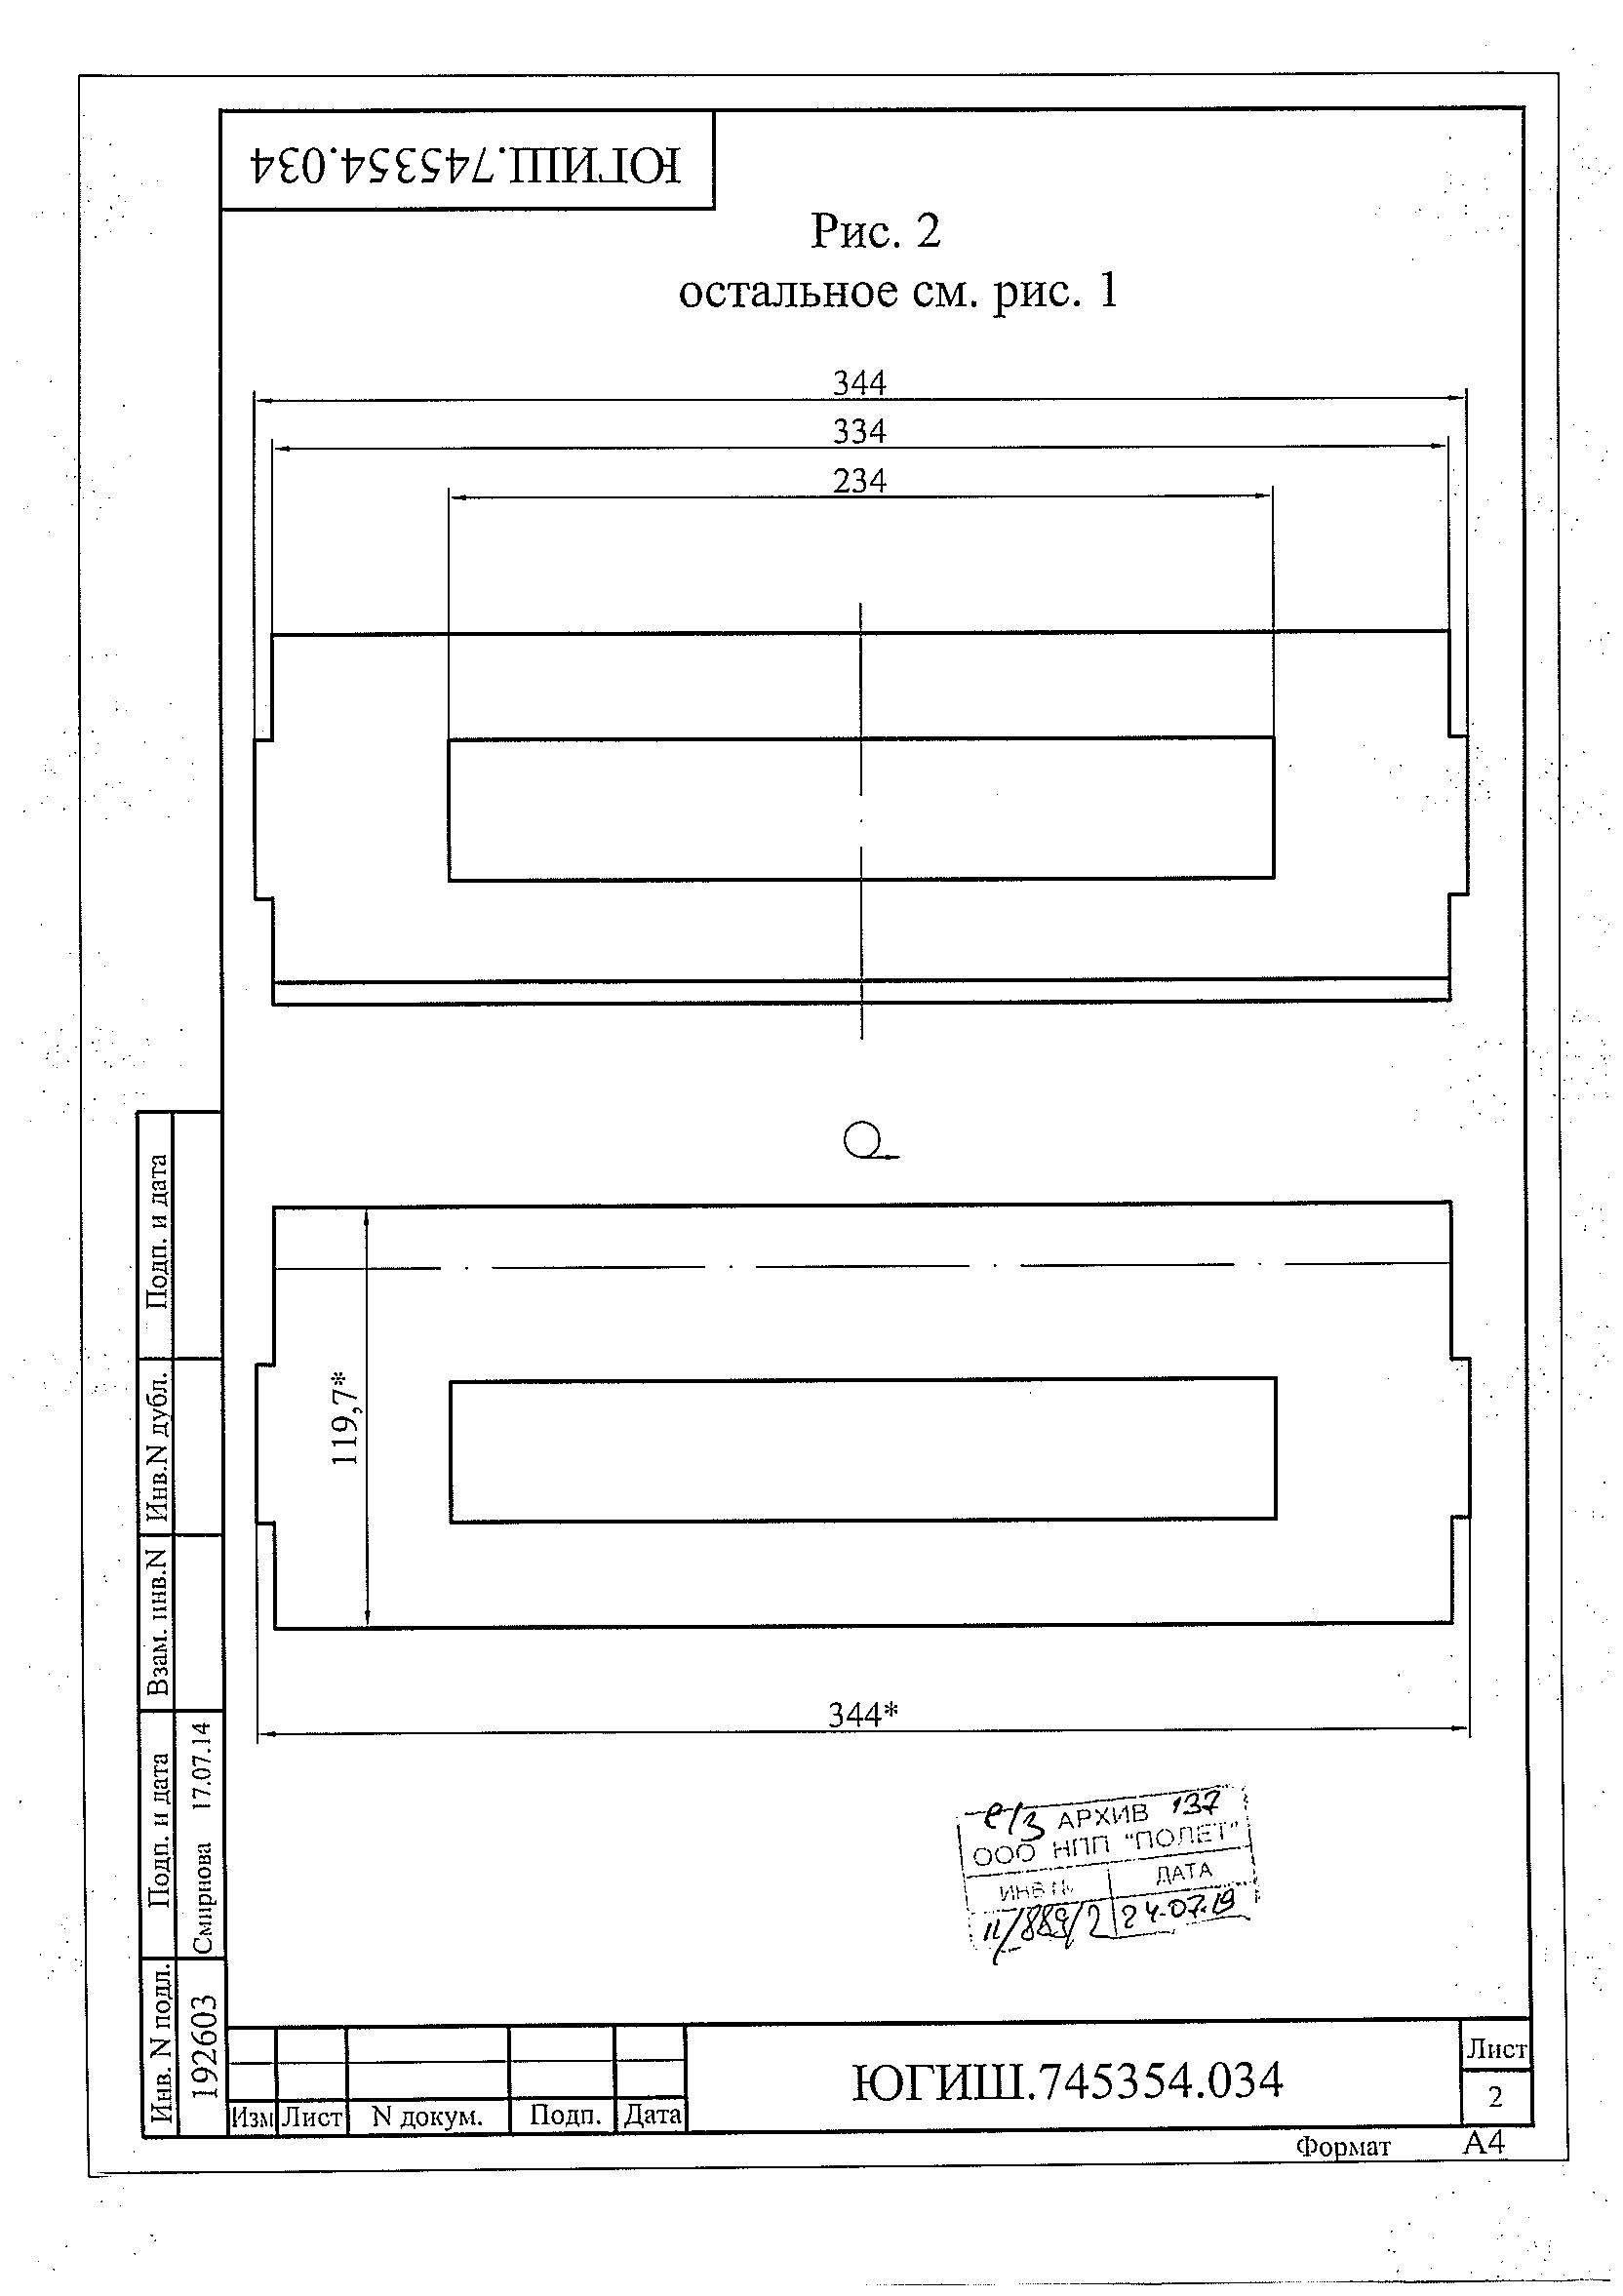 ЮГИШ.745354.034
Рис. 2
остальное см. рис. 1
344
334
234
119,7*
344*
АРХИВ 137
ООО НПП "ПОЛЕТ"
ИНВ № ДАТА
11/889/2 24.07.19
Подп. и дата
Инв.N дубл.
Взам. инв.N
Подп. и дата
Смирнова 17.07.14
Инв. N подл.
192603
Изм Лист N докум. Подп. Дата
ЮГИШ.745354.034
Лист
2
Формат А4